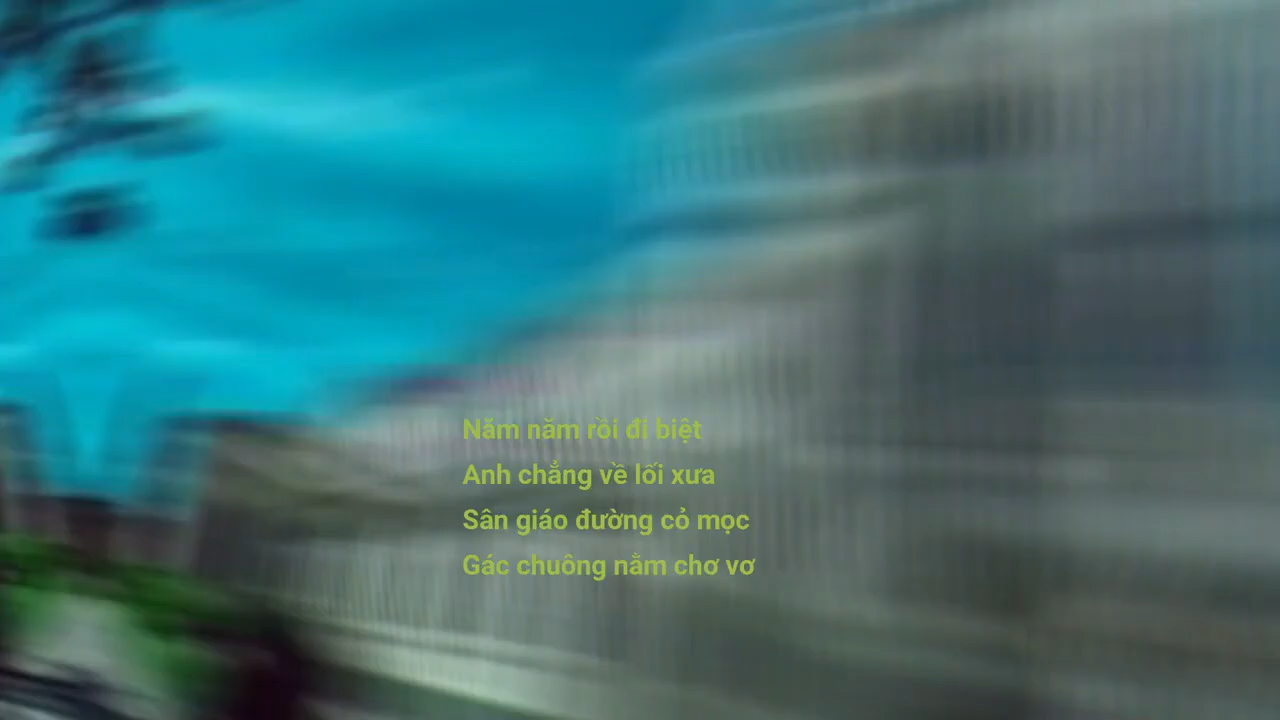 Năm năm rồi đi biệt
Anh chẳng về lối xưa
Sân giáo đường cỏ mọc
Gác chuông nằm chơ vơ